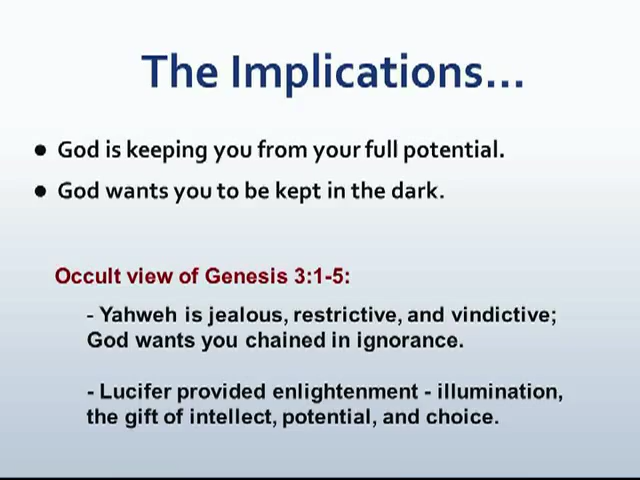 The Implications...
● God is keeping you from your full potential.
● God wants you to be kept in the dark.
Occult view of Genesis 3:1-5:
- Yahweh is jealous, restrictive, and vindictive;
God wants you chained in ignorance.
- Lucifer provided enlightenment - illumination,
the gift of intellect, potential, and choice.